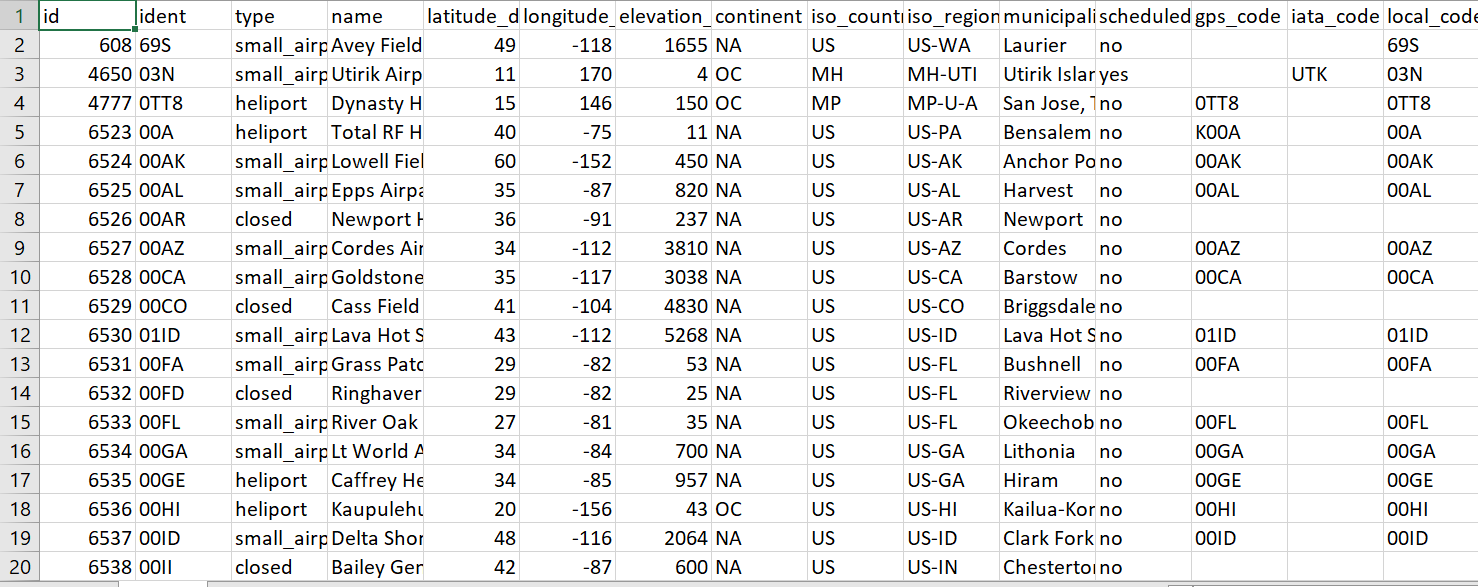 1 id ident type name latitude_d longitude_ elevation_ continent iso_countr iso_region municipali scheduled gps_code iata_code local_code
2 608 69S small_airp Avey Field 49 -118 1655 NA US US-WA Laurier no 69S
3 4650 03N small_airp Utirik Airp 11 170 4 OC MH MH-UTI Utirik Islan yes UTK 03N
4 4777 0TT8 heliport Dynasty H 15 146 150 OC MP MP-U-A San Jose, T no 0TT8 0TT8
5 6523 00A heliport Total RF H 40 -75 11 NA US US-PA Bensalem no K00A 00A
6 6524 00AK small_airp Lowell Fiel 60 -152 450 NA US US-AK Anchor Po no 00AK 00AK
7 6525 00AL small_airp Epps Airpa 35 -87 820 NA US US-AL Harvest no 00AL 00AL
8 6526 00AR closed Newport H 36 -91 237 NA US US-AR Newport no
9 6527 00AZ small_airp Cordes Air 34 -112 3810 NA US US-AZ Cordes no 00AZ 00AZ
10 6528 00CA small_airp Goldstone 35 -117 3038 NA US US-CA Barstow no 00CA 00CA
11 6529 00CO closed Cass Field 41 -104 4830 NA US US-CO Briggsdale no
12 6530 01ID small_airp Lava Hot S 43 -112 5268 NA US US-ID Lava Hot S no 01ID 01ID
13 6531 00FA small_airp Grass Patc 29 -82 53 NA US US-FL Bushnell no 00FA 00FA
14 6532 00FD closed Ringhaver 29 -82 25 NA US US-FL Riverview no
15 6533 00FL small_airp River Oak 27 -81 35 NA US US-FL Okeechob no 00FL 00FL
16 6534 00GA small_airp Lt World A 34 -84 700 NA US US-GA Lithonia no 00GA 00GA
17 6535 00GE heliport Caffrey He 34 -85 957 NA US US-GA Hiram no 00GE 00GE
18 6536 00HI heliport Kaupulehu 20 -156 43 OC US US-HI Kailua-Kon no 00HI 00HI
19 6537 00ID small_airp Delta Shor 48 -116 2064 NA US US-ID Clark Fork no 00ID 00ID
20 6538 00II closed Bailey Gen 42 -87 600 NA US US-IN Chesterton no